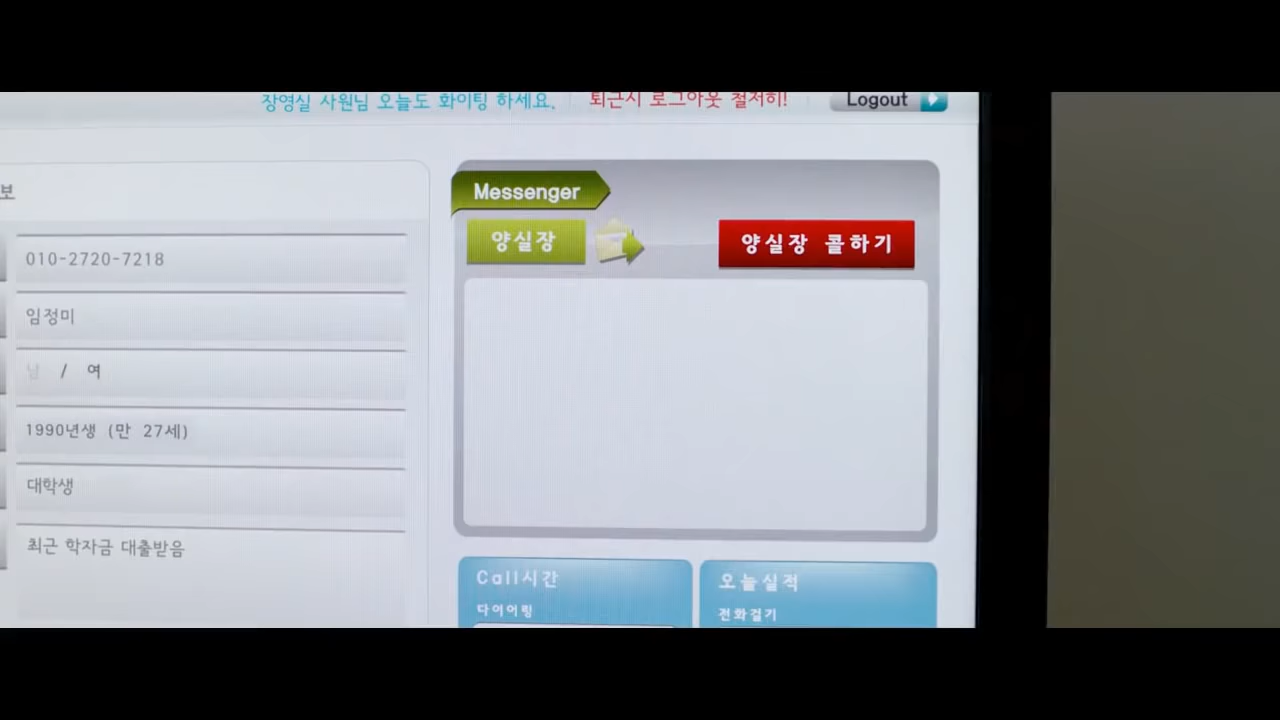 장영실 사원님 오늘도 화이팅 하세요.
퇴근시 로그아웃 철저히!
Logout
보
010-2720-7218
임정미
남 / 여
1990년생 (만 27세)
대학생
최근 학자금 대출받음
Messenger
양실장
양실장 콜하기
Call시간
다이어링
오늘실적
전화걸기